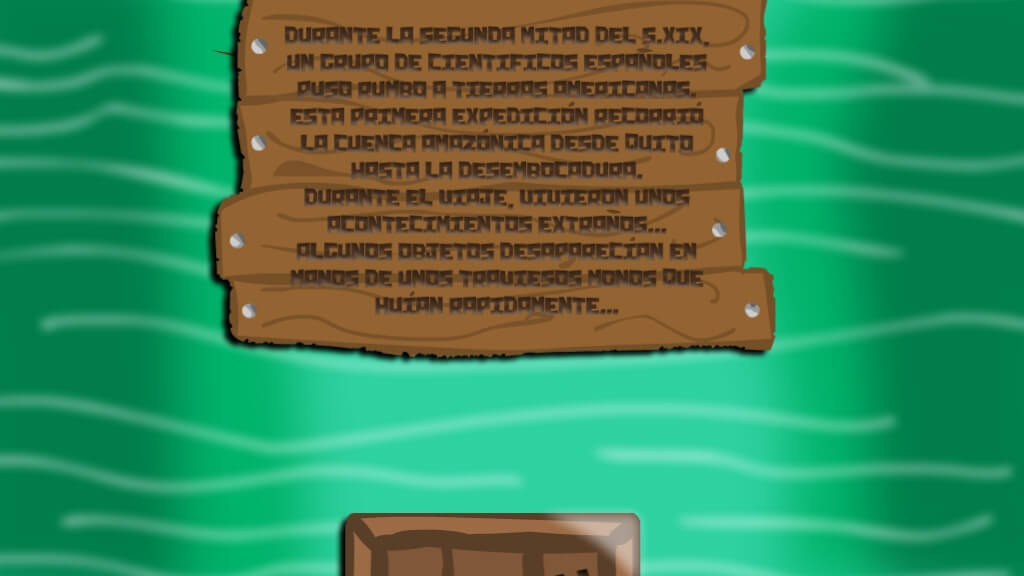 DURANTE LA SEGUNDA MITAD DEL S.XIX,
UN GRUPO DE CIENTIFICOS ESPAÑOLES
PUSO RUMBO A TIERRAS AMERICANAS.
ESTA PRIMERA EXPEDICIÓN RECORRIÓ
LA CUENCA AMAZÓNICA DESDE QUITO
HASTA LA DESEMBOCADURA.
DURANTE EL VIAJE, VIVIERON UNOS
ACONTECIMIENTOS EXTRAÑOS...
ALGUNOS OBJETOS DESAPARECÍAN EN
MANOS DE UNOS TRAVIESOS MONOS QUE
HUÍAN RAPIDAMENTE...